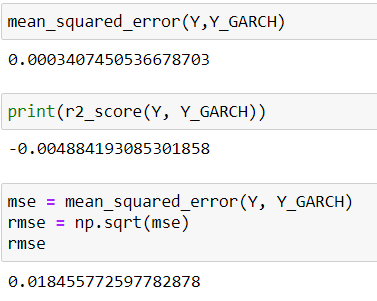 mean_squared_error(Y,Y_GARCH)
0.0003407450536678703
print(r2_score(Y, Y_GARCH))
-0.004884193085301858
mse = mean_squared_error(Y, Y_GARCH)
rmse = np.sqrt(mse)
rmse
0.018455772597782878